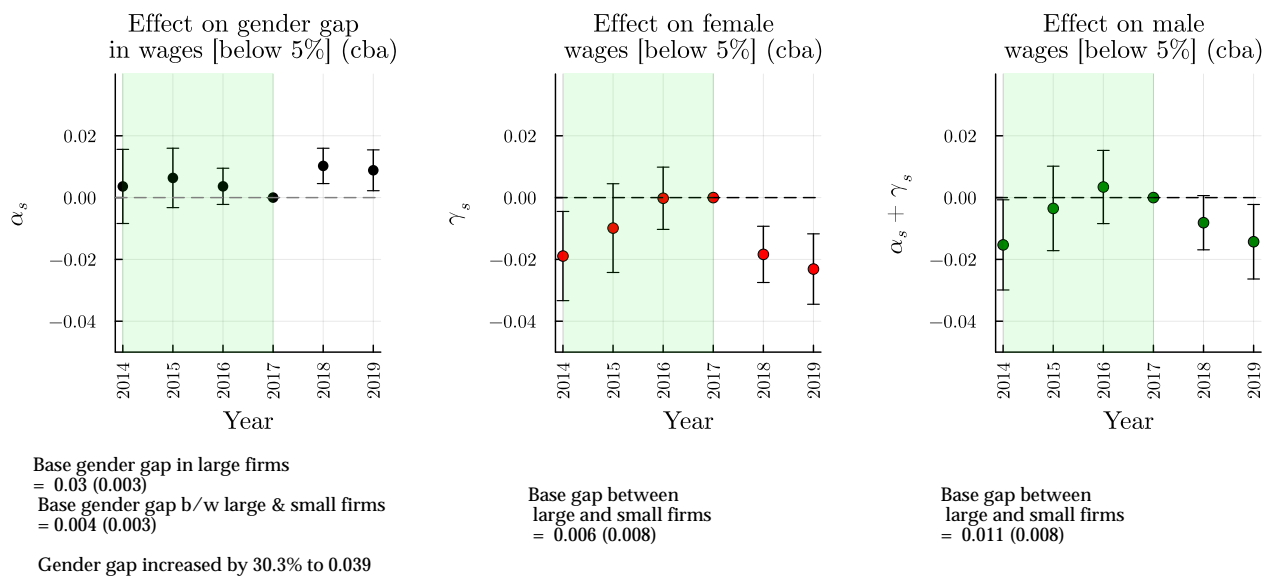 Effect on gender gap
in wages [below 5%] (cba)
0.02
0.00
−0.02
−0.04
α_s
2014
2015
2016
2017
2018
2019
Year
Base gender gap in large firms
= 0.03 (0.003)
Base gender gap b/w large & small firms
= 0.004 (0.003)
Gender gap increased by 30.3% to 0.039
Effect on female
wages [below 5%] (cba)
0.02
0.00
−0.02
−0.04
γ_s
2014
2015
2016
2017
2018
2019
Year
Base gap between
large and small firms
= 0.006 (0.008)
Effect on male
wages [below 5%] (cba)
0.02
0.00
−0.02
−0.04
α_s + γ_s
2014
2015
2016
2017
2018
2019
Year
Base gap between
large and small firms
= 0.011 (0.008)